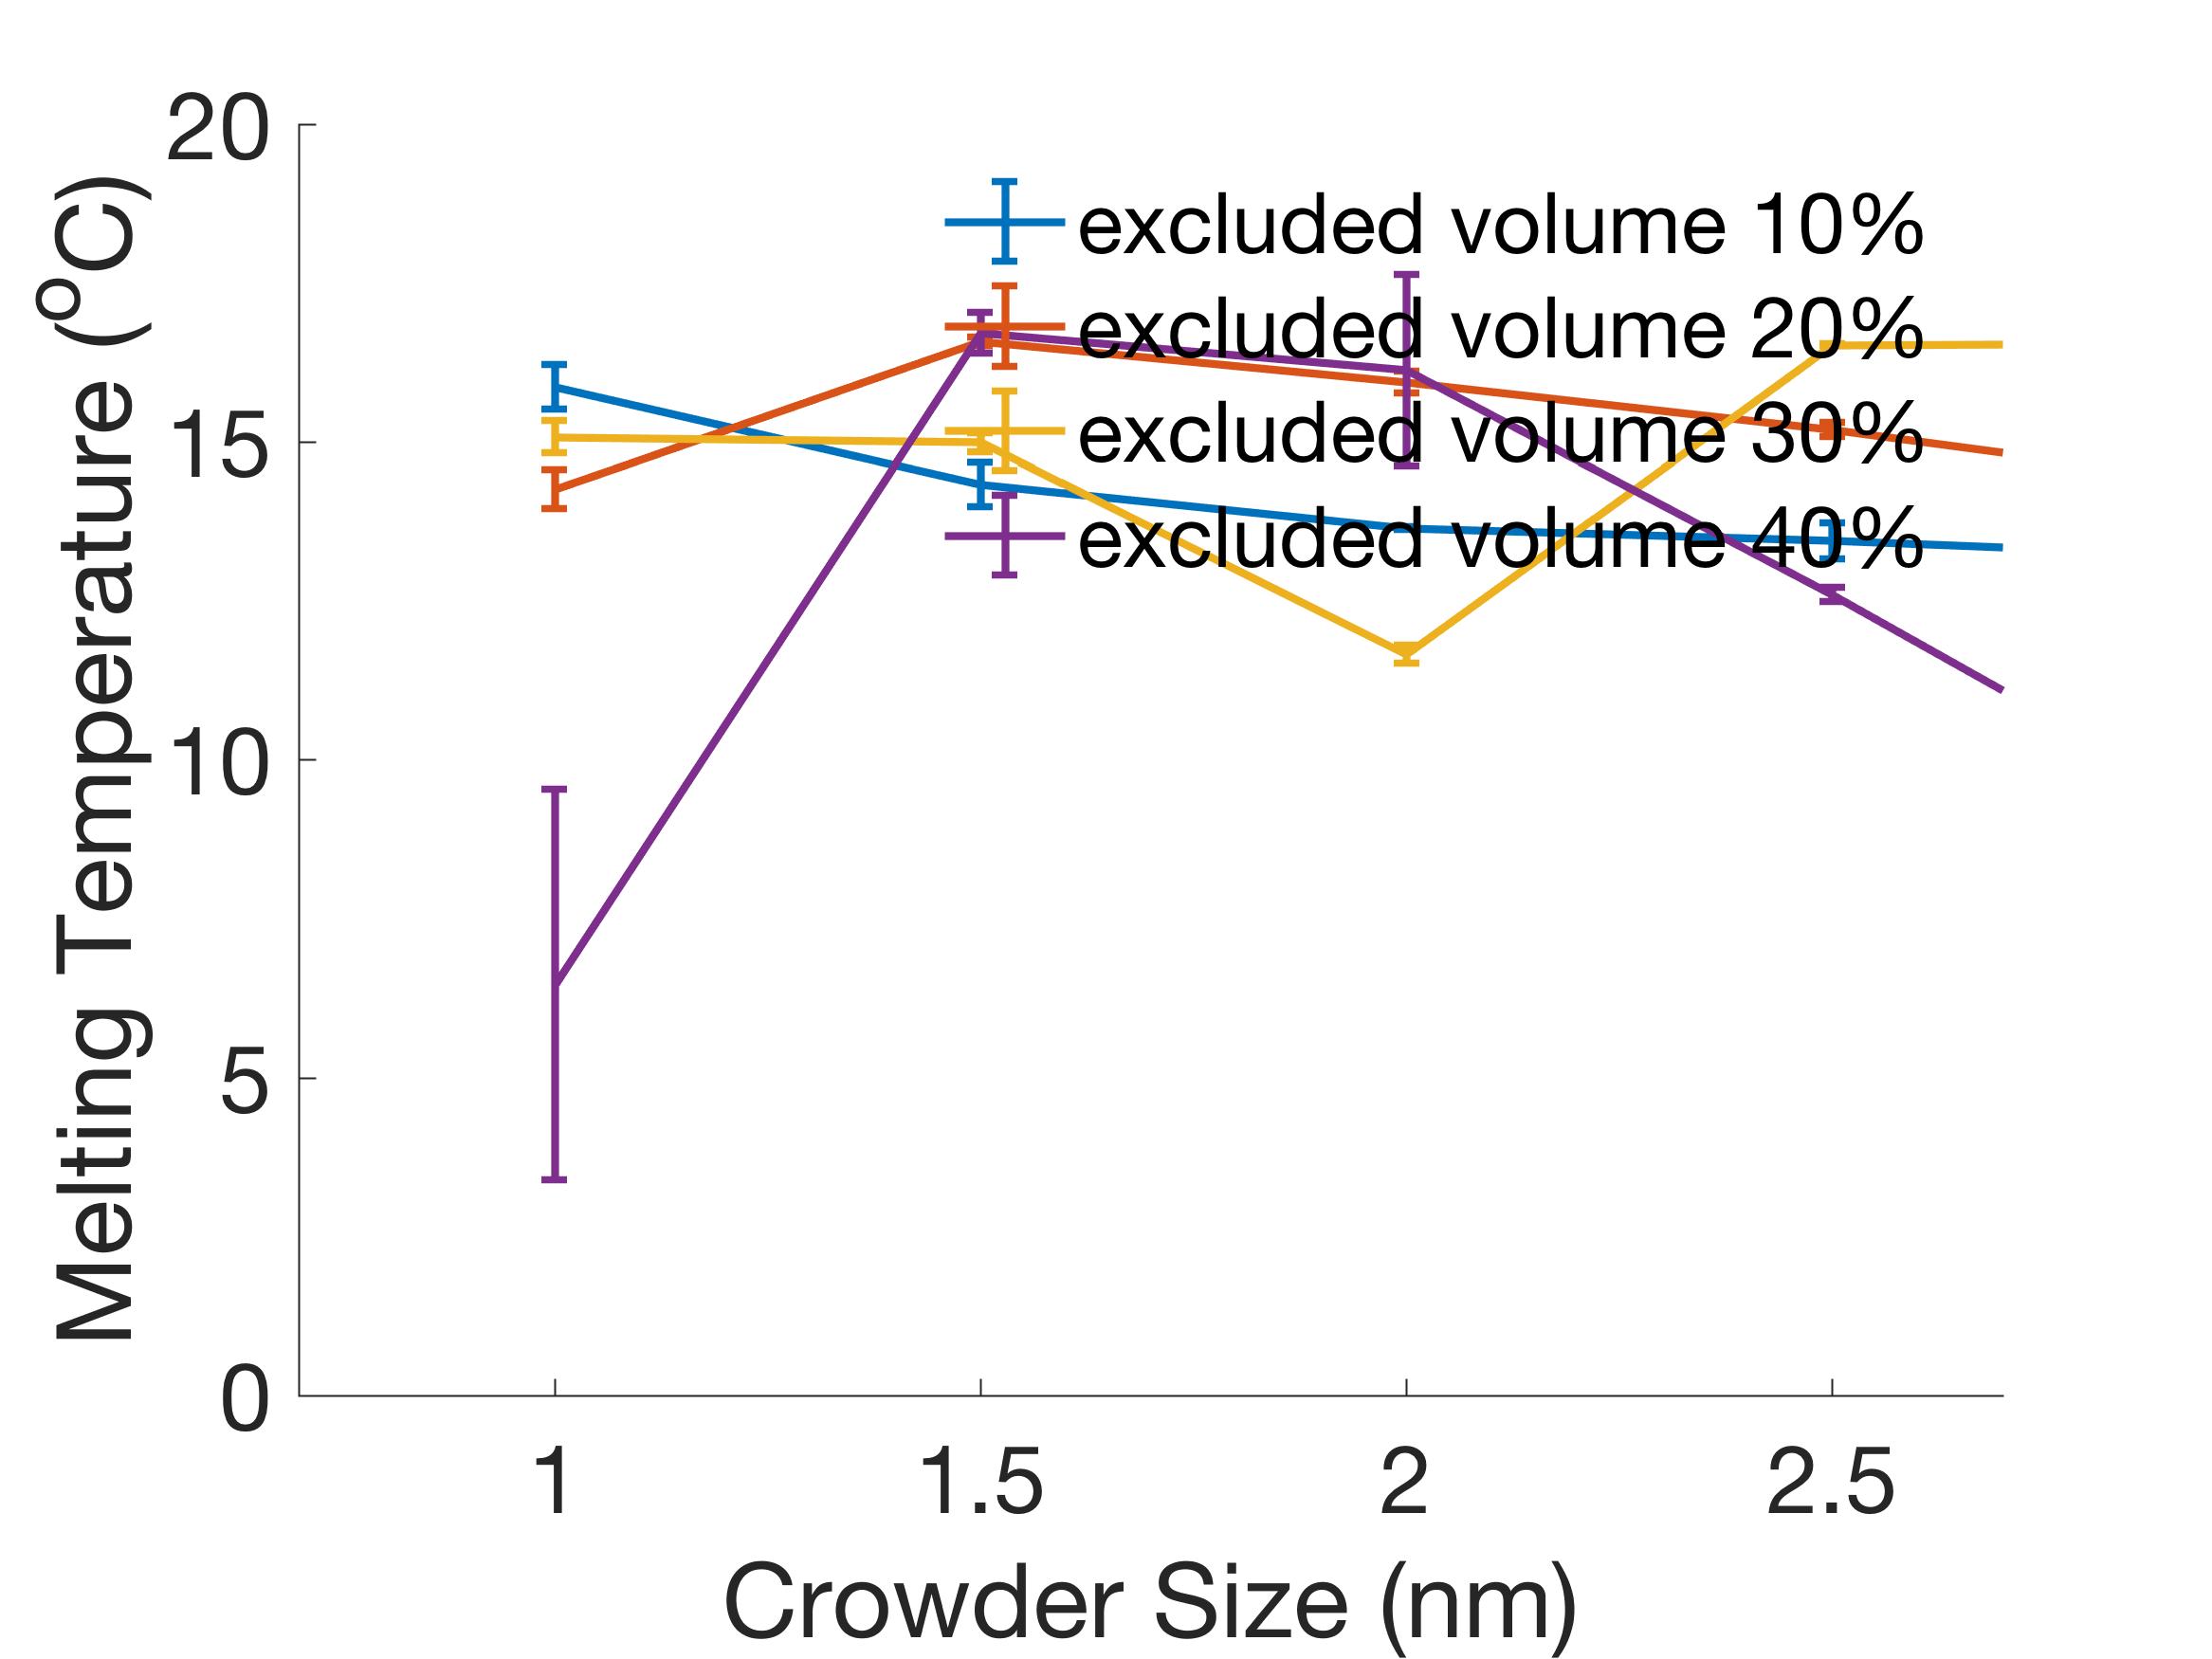 Melting Temperature (oC)
20
15
10
5
0
excluded volume 10%
excluded volume 20%
excluded volume 30%
excluded volume 40%
1 1.5 2 2.5
Crowder Size (nm)